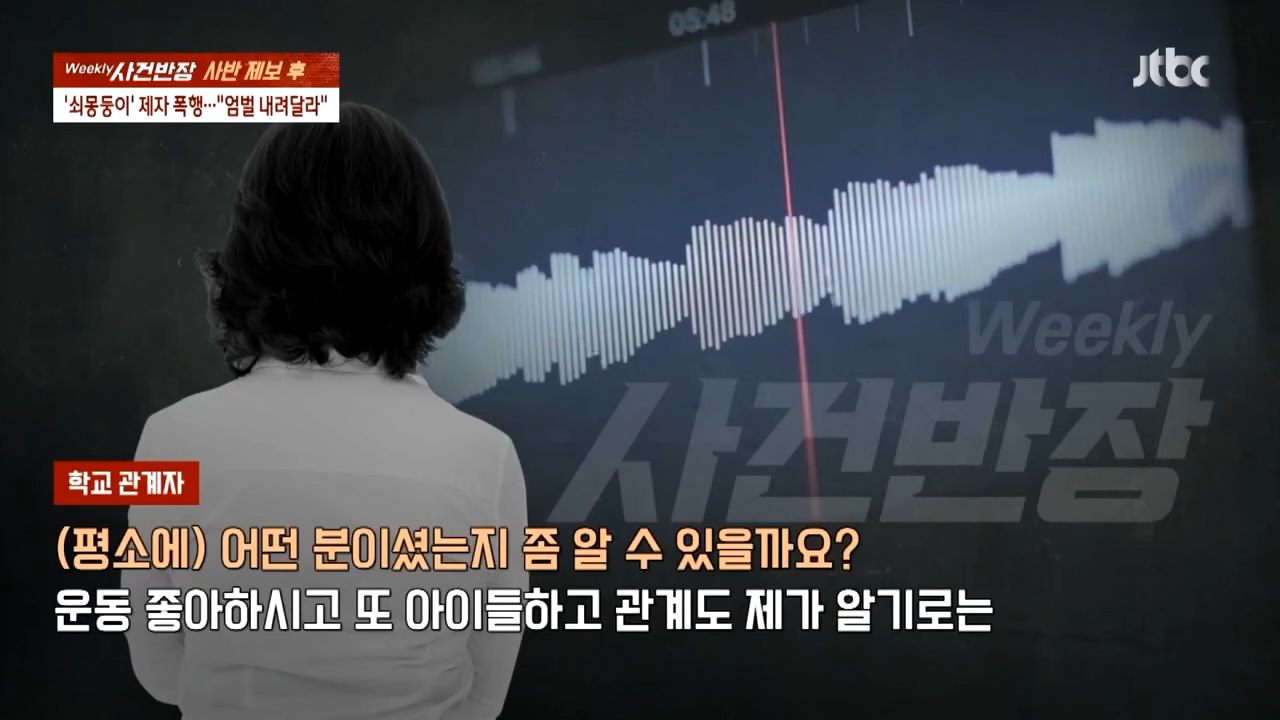 05:48
Weekly 사건반장 사반 제보 후
'쇠몽둥이' 제자 폭행…"엄벌 내려달라"
jtbc
Weekly
사건반장
학교 관계자
(평소에) 어떤 분이셨는지 좀 알 수 있을까요?
운동 좋아하시고 또 아이들하고 관계도 제가 알기로는